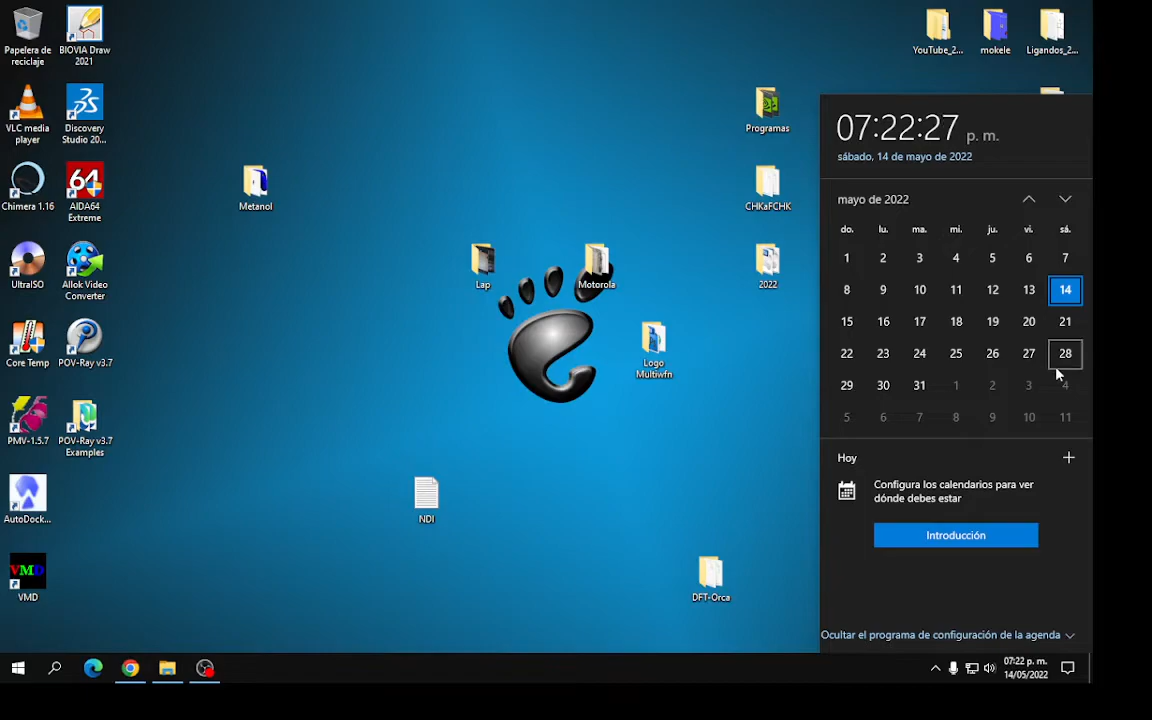 Papelera de
reciclaje
BIOVIA Draw
2021
VLC media
player
Discovery
Studio 20...
Chimera 1.16
64
AIDA64
Extreme
UltraISO
Allok Video
Converter
Core Temp
POV-Ray v3.7
PMV-1.5.7
POV-Ray v3.7
Examples
AutoDock...
VMD
VMD
Metanol
Lap
Motorola
Logo
Multiwfn
NDI
DFT-Orca
Programas
CHKaFCHK
2022
YouTube_2...
mokele
Ligandos_2...
07:22:27 p. m.
sábado, 14 de mayo de 2022
mayo de 2022
do. lu. ma. mi. ju. vi. sá.
1 2 3 4 5 6 7
8 9 10 11 12 13 14
15 16 17 18 19 20 21
22 23 24 25 26 27 28
29 30 31 1 2 3 4
5 6 7 8 9 10 11
Hoy
Configura los calendarios para ver
dónde debes estar
Introducción
Ocultar el programa de configuración de la agenda
07:22 p. m.
14/05/2022